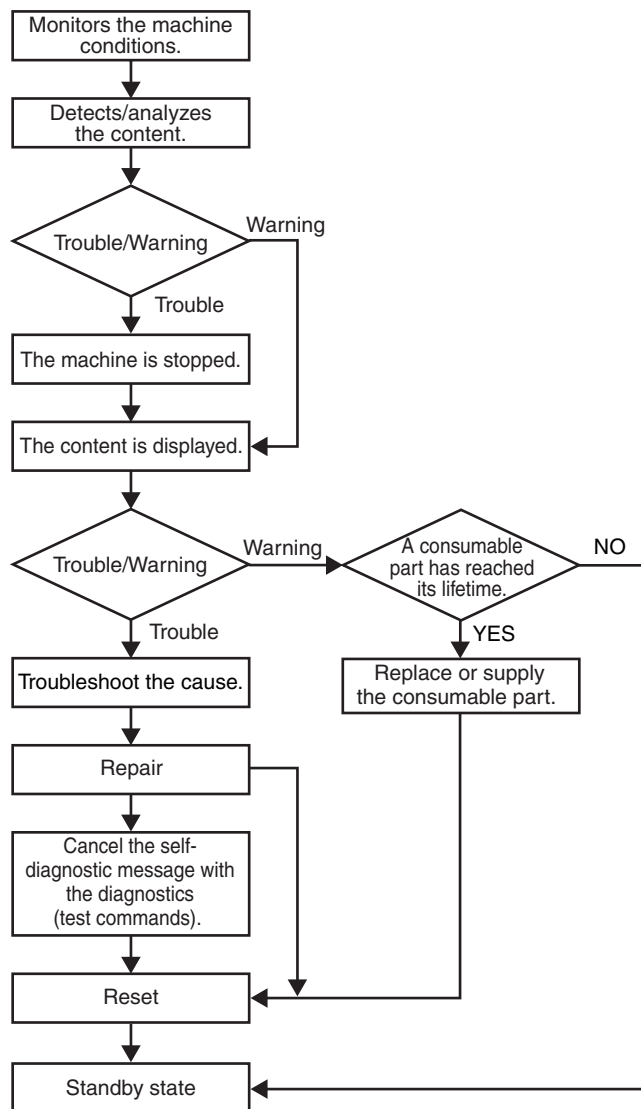 Monitors the machine
conditions.
Detects/analyzes
the content.
Trouble/Warning
Warning
Trouble
The machine is stopped.
The content is displayed.
Trouble/Warning
Warning
A consumable
part has reached
its lifetime.
NO
Trouble
YES
Troubleshoot the cause.
Replace or supply
the consumable part.
Repair
Cancel the self-
diagnostic message with
the diagnostics
(test commands).
Reset
Standby state